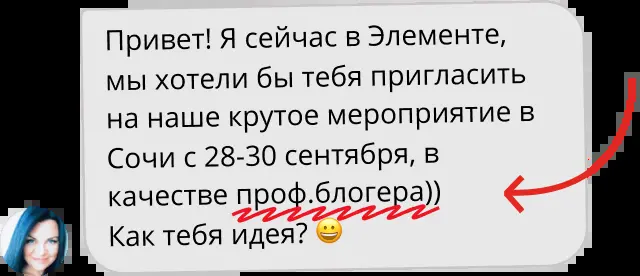 Привет! Я сейчас в Элементе,
мы хотели бы тебя пригласить
на наше крутое мероприятие в
Сочи с 28-30 сентября, в
качестве проф.блогера))
Как тебя идея? 😀